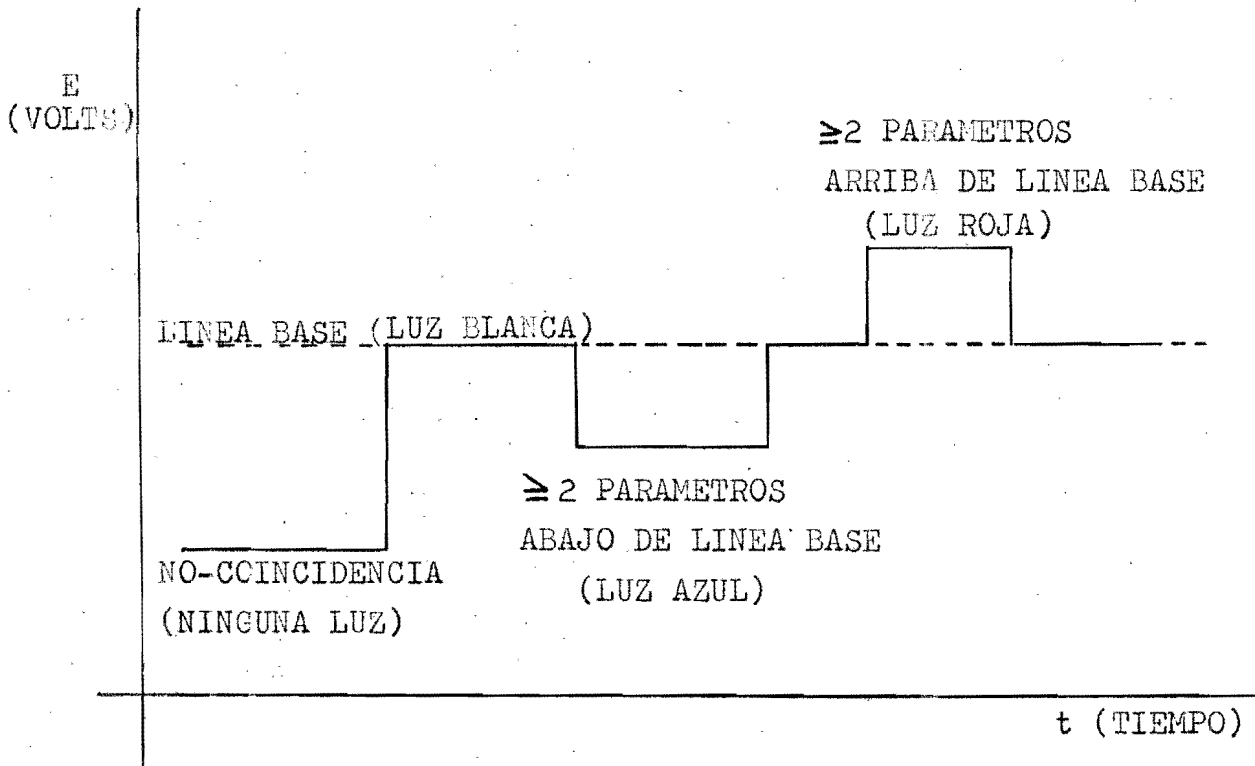 E
(VOLTS)
≧2 PARAMETROS
ARRIBA DE LINEA BASE
(LUZ ROJA)
LINEA BASE (LUZ BLANCA)
≧ 2 PARAMETROS
ABAJO DE LINEA BASE
(LUZ AZUL)
NO-COINCIDENCIA
(NINGUNA LUZ)
t (TIEMPO)